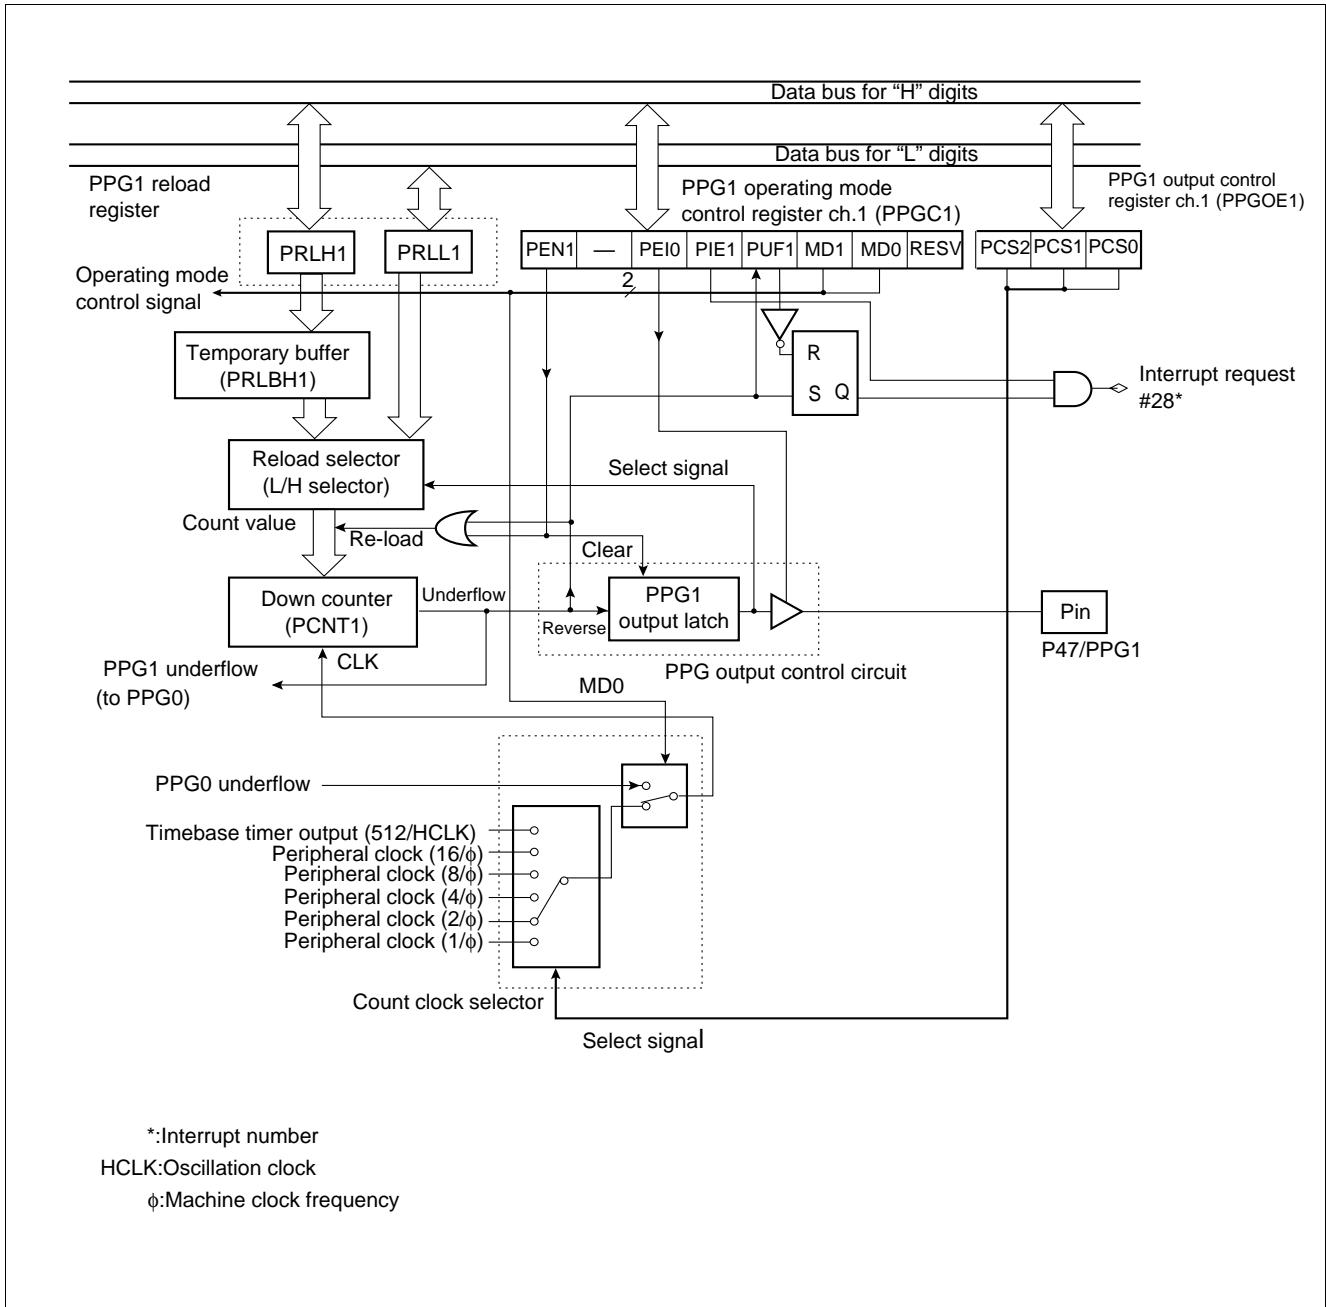 Data bus for “H” digits
Data bus for “L” digits
PPG1 reload
register
PPG1 operating mode
control register ch.1 (PPGC1)
PPG1 output control
register ch.1 (PPGOE1)
PRLH1
PRLL1
PEN1
—
PEI0
PIE1
PUF1
MD1
MD0
RESV
PCS2
PCS1
PCS0
Operating mode
control signal
2
Temporary buffer
(PRLBH1)
R
S
Q
Interrupt request
#28*
Reload selector
(L/H selector)
Select signal
Count value
Re-load
Clear
Down counter
(PCNT1)
Underflow
Reverse
PPG1
output latch
Pin
P47/PPG1
PPG output control circuit
CLK
PPG1 underflow
(to PPG0)
MD0
PPG0 underflow
Timebase timer output (512/HCLK)
Peripheral clock (16/ϕ)
Peripheral clock (8/ϕ)
Peripheral clock (4/ϕ)
Peripheral clock (2/ϕ)
Peripheral clock (1/ϕ)
Count clock selector
Select signal
*:Interrupt number
HCLK:Oscillation clock
ϕ:Machine clock frequency